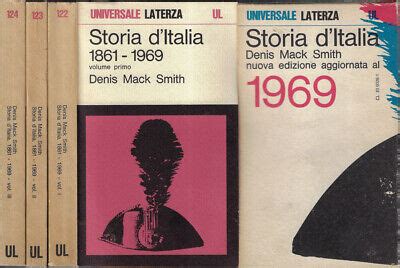 124
Denis Mack Smith
Storia d'Italia, 1861 - 1969 - vol. III
UL
123
Denis Mack Smith
Storia d'Italia, 1861 - 1969 - vol. II
UL
122
Denis Mack Smith
Storia d'Italia, 1861 - 1969 - vol. I
UL
UNIVERSALE LATERZA UL
Storia d'Italia
1861 - 1969
volume primo
Denis Mack Smith
UNIVERSALE LATERZA UL
Storia d'Italia
Denis Mack Smith
nuova edizione aggiornata al
1969